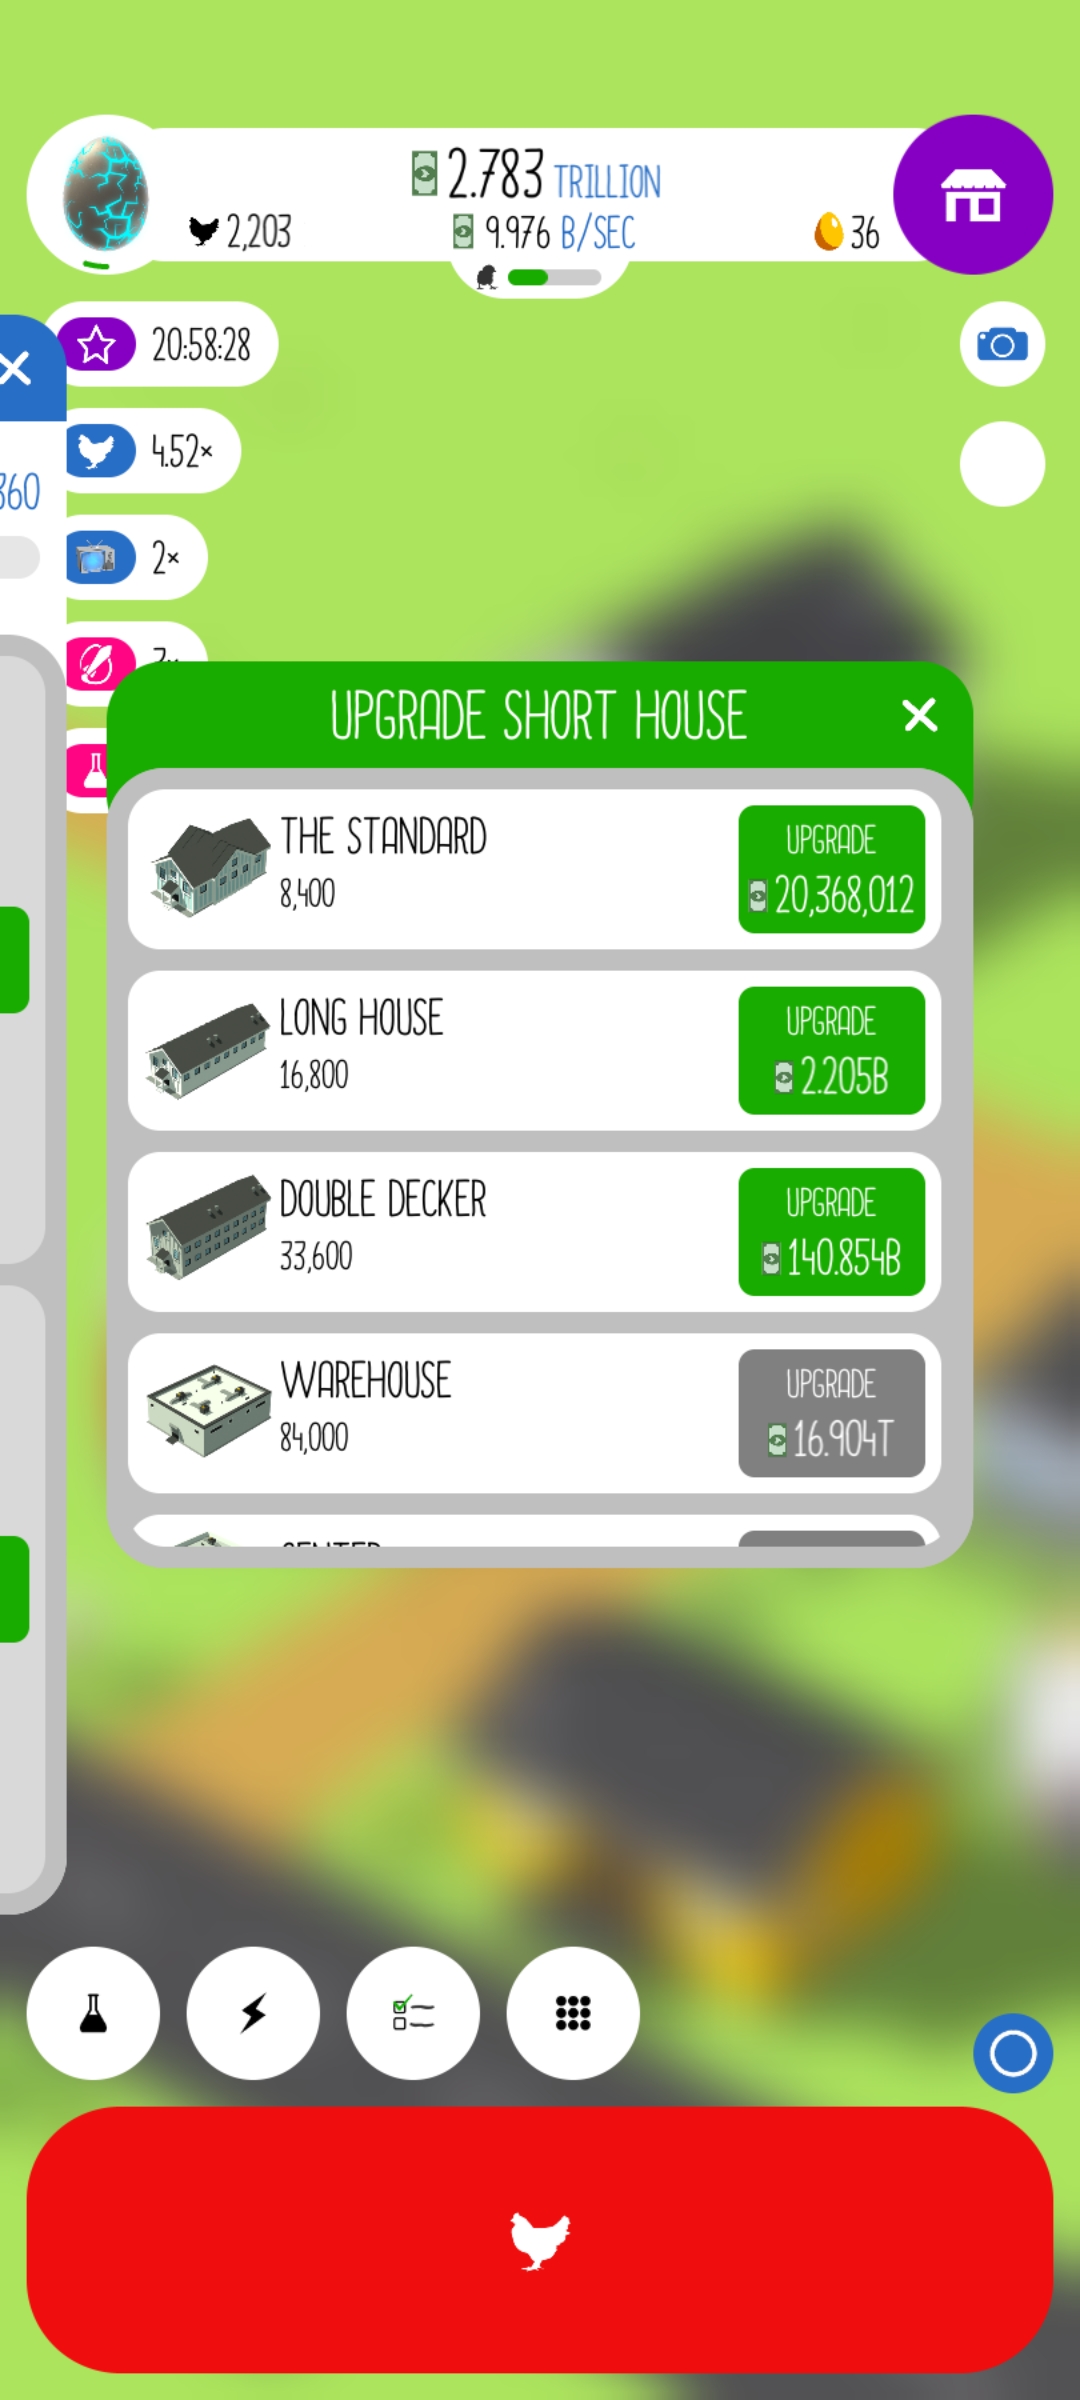 2.783 TRILLION
2,203
9.976 B/SEC
36
20:58:28
4.52×
360
2×
UPGRADE SHORT HOUSE
THE STANDARD
8,400
UPGRADE
20,368,012
LONG HOUSE
16,800
UPGRADE
2.205B
DOUBLE DECKER
33,600
UPGRADE
140.854B
WAREHOUSE
84,000
UPGRADE
16.904T
CENTER